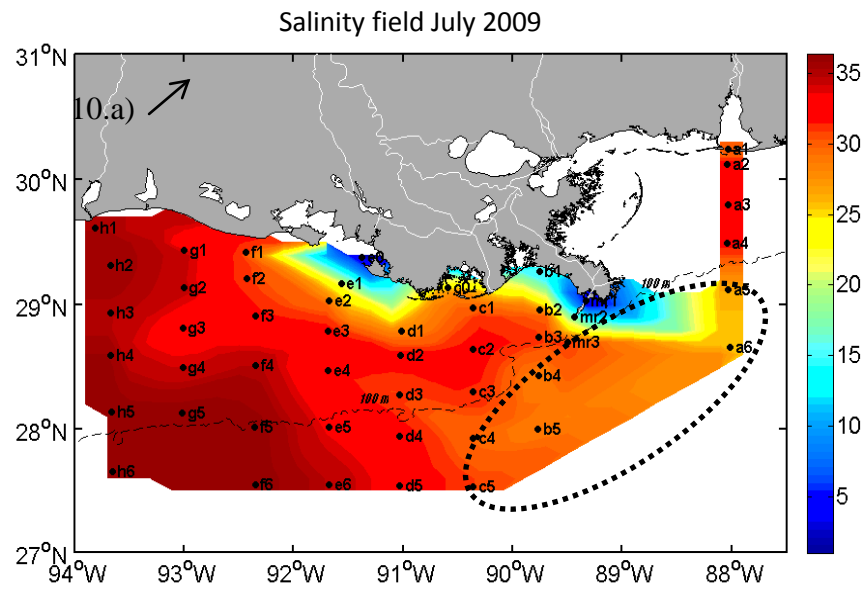 Salinity field July 2009
31°N
10.a)
30°N
29°N
28°N
27°N
94°W
93°W
92°W
91°W
90°W
89°W
88°W
35
30
25
20
15
10
5
a1
a2
a3
a4
100 m
a5
a6
h1
h2
h3
h4
h5
h6
g1
g2
g3
g4
g5
f1
f2
f3
f4
f5
f6
e1
e2
e3
e4
e5
e6
d1
d2
d3
d4
d5
c1
c2
c3
c4
c5
b1
b2
b3
b4
b5
mr2
mr3
100 m
100 m